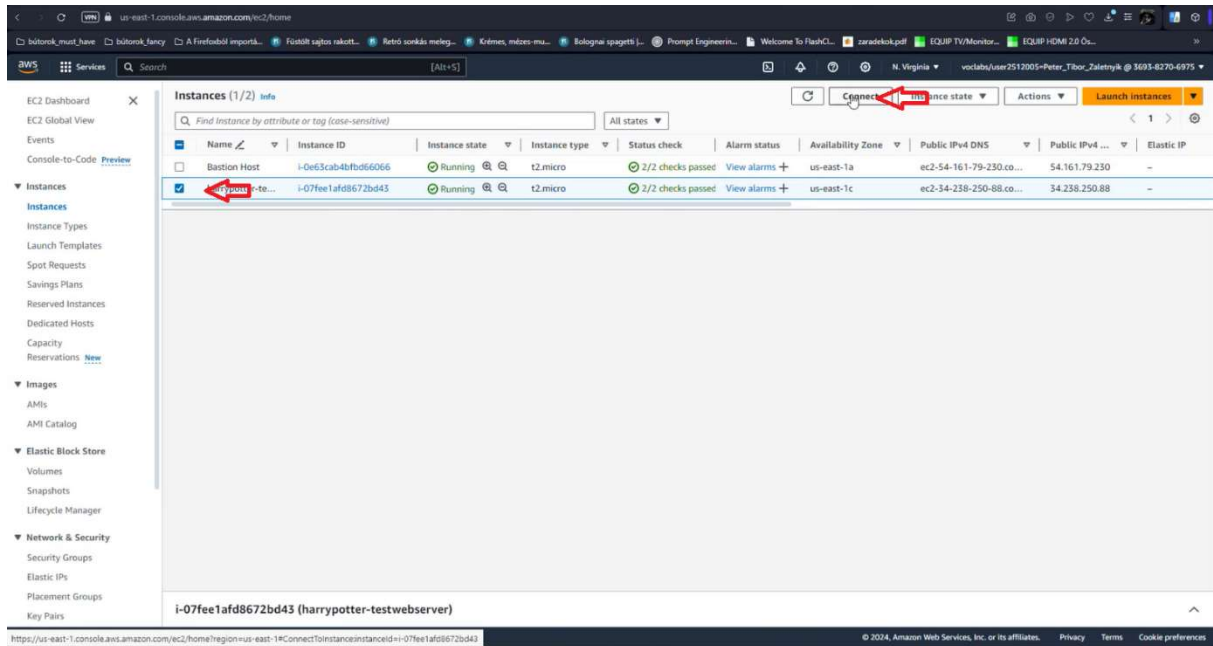 VPN us-east-1.console.aws.amazon.com/ec2/home
bútorok_must_have bútorok_fancy A Firefoxból importá... Füstölt sajtos rakott... Retró sonkás meleg... Krémes, mézes-mu... Bolognai spagetti j... Prompt Engineerin... Welcome To FlashCl... zaradekok.pdf EQUIP TV/Monitor... EQUIP HDMI 2.0 Ös... »
aws Services Search [Alt+S] N. Virginia voclabs/user2512005=Peter_Tibor_Zaletnyik @ 3693-8270-6975
Instances (1/2) Info Connect Instance state Actions Launch instances
Find Instance by attribute or tag (case-sensitive) All states 1
Name Instance ID Instance state Instance type Status check Alarm status Availability Zone Public IPv4 DNS Public IPv4 ... Elastic IP
Bastion Host i-0e63cab4bfbd66066 Running t2.micro 2/2 checks passed View alarms + us-east-1a ec2-54-161-79-230.co... 54.161.79.230 –
harrypotter-te... i-07fee1afd8672bd43 Running t2.micro 2/2 checks passed View alarms + us-east-1c ec2-34-238-250-88.co... 34.238.250.88 –
EC2 Dashboard
EC2 Global View
Events
Console-to-Code Preview
Instances
Instances
Instance Types
Launch Templates
Spot Requests
Savings Plans
Reserved Instances
Dedicated Hosts
Capacity
Reservations New
Images
AMIs
AMI Catalog
Elastic Block Store
Volumes
Snapshots
Lifecycle Manager
Network & Security
Security Groups
Elastic IPs
Placement Groups
Key Pairs
i-07fee1afd8672bd43 (harrypotter-testwebserver)
https://us-east-1.console.aws.amazon.com/ec2/home?region=us-east-1#ConnectToInstance:instanceId=i-07fee1afd8672bd43
© 2024, Amazon Web Services, Inc. or its affiliates. Privacy Terms Cookie preferences